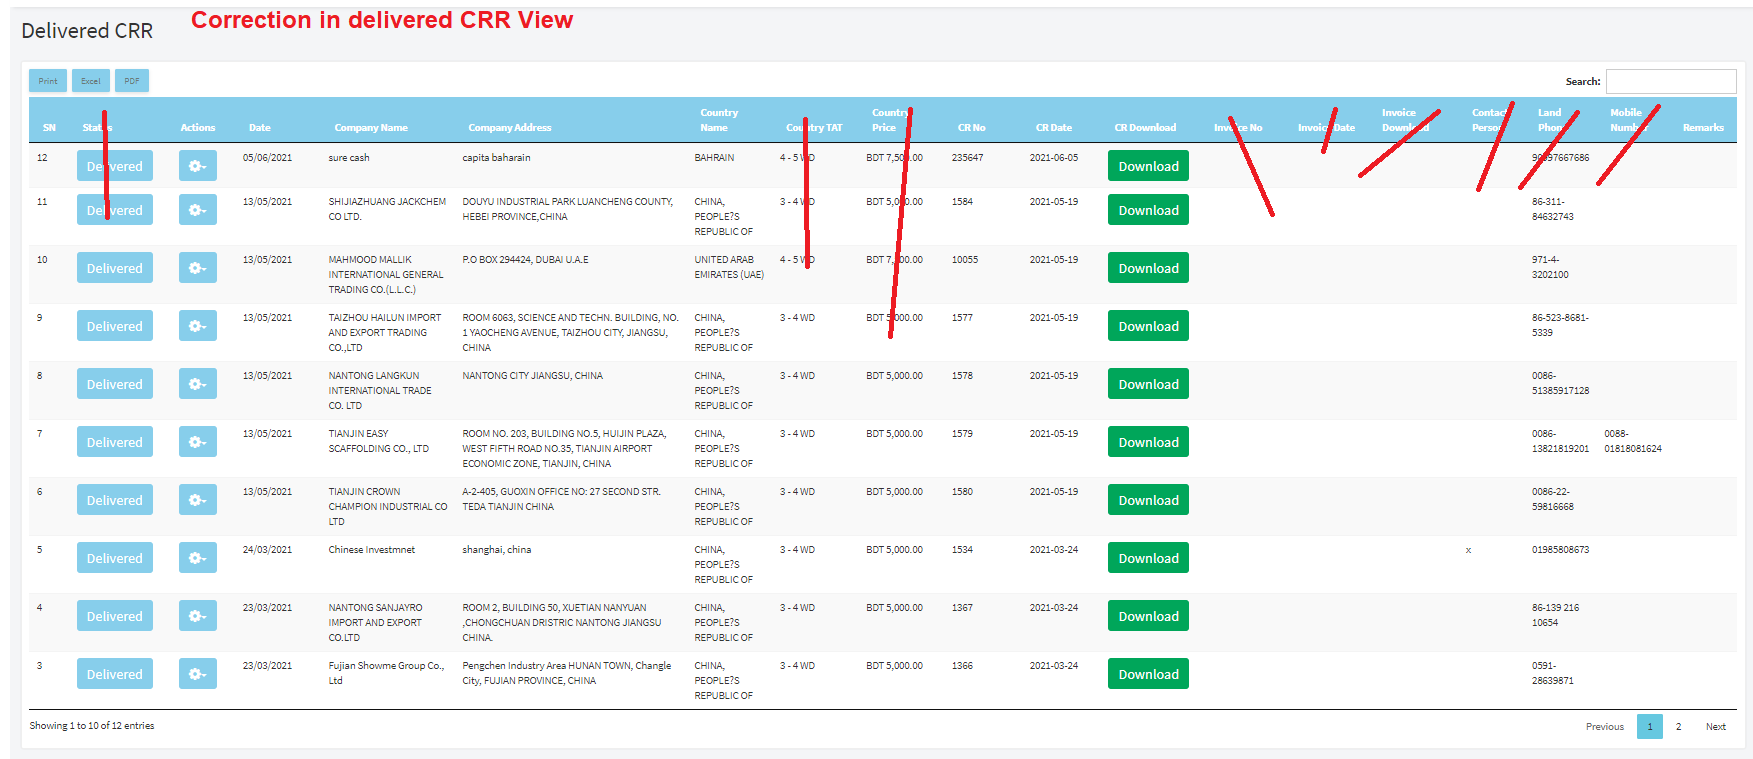 Correction in delivered CRR View
Delivered CRR
Print Excel PDF Search:
SN Status Actions Date Company Name Company Address Country Name Country TAT Country Price CR No CR Date CR Download Invoice No Invoice Date Invoice Download Contact Person Land Phone Mobile Number Remarks
12 Delivered 05/06/2021 sure cash capita baharain BAHRAIN 4 - 5 WD BDT 7,500.00 235647 2021-06-05 Download 90597667686
11 Delivered 13/05/2021 SHIJIAZHUANG JACKCHEM DOUYU INDUSTRIAL PARK LUANCHENG COUNTY, CHINA, 3 - 4 WD BDT 5,000.00 1584 2021-05-19 Download 86-311-
CO LTD. HEBEI PROVINCE,CHINA PEOPLE?S 84632743
REPUBLIC OF
10 Delivered 13/05/2021 MAHMOOD MALLIK P.O BOX 294424, DUBAI U.A.E UNITED ARAB 4 - 5 WD BDT 7,500.00 10055 2021-05-19 Download 971-4-
INTERNATIONAL GENERAL EMIRATES (UAE) 3202100
TRADING CO.(L.L.C.)
9 Delivered 13/05/2021 TAIZHOU HAILUN IMPORT ROOM 6063, SCIENCE AND TECHN. BUILDING, NO. CHINA, 3 - 4 WD BDT 5,000.00 1577 2021-05-19 Download 86-523-8681-
AND EXPORT TRADING 1 YAOCHENG AVENUE, TAIZHOU CITY, JIANGSU, PEOPLE?S 5339
CO.,LTD CHINA REPUBLIC OF
8 Delivered 13/05/2021 NANTONG LANGKUN NANTONG CITY JIANGSU, CHINA CHINA, 3 - 4 WD BDT 5,000.00 1578 2021-05-19 Download 0086-
INTERNATIONAL TRADE PEOPLE?S 51385917128
CO. LTD REPUBLIC OF
7 Delivered 13/05/2021 TIANJIN EASY ROOM NO. 203, BUILDING NO.5, HUIJIN PLAZA, CHINA, 3 - 4 WD BDT 5,000.00 1579 2021-05-19 Download 0086- 0088-
SCAFFOLDING CO., LTD WEST FIFTH ROAD NO.35, TIANJIN AIRPORT PEOPLE?S 13821819201 01818081624
ECONOMIC ZONE, TIANJIN, CHINA REPUBLIC OF
6 Delivered 13/05/2021 TIANJIN CROWN A-2-405, GUOXIN OFFICE NO: 27 SECOND STR. CHINA, 3 - 4 WD BDT 5,000.00 1580 2021-05-19 Download 0086-22-
CHAMPION INDUSTRIAL CO TEDA TIANJIN CHINA PEOPLE?S 59816668
LTD REPUBLIC OF
5 Delivered 24/03/2021 Chinese Investmnet shanghai, china CHINA, 3 - 4 WD BDT 5,000.00 1534 2021-03-24 Download x 01985808673
PEOPLE?S
REPUBLIC OF
4 Delivered 23/03/2021 NANTONG SANJAYRO ROOM 2, BUILDING 50, XUETIAN NANYUAN CHINA, 3 - 4 WD BDT 5,000.00 1367 2021-03-24 Download 86-139 216
IMPORT AND EXPORT ,CHONGCHUAN DRISTRIC NANTONG JIANGSU PEOPLE?S 10654
CO.LTD CHINA. REPUBLIC OF
3 Delivered 23/03/2021 Fujian Showme Group Co., Pengchen Industry Area HUNAN TOWN, Changle CHINA, 3 - 4 WD BDT 5,000.00 1366 2021-03-24 Download 0591-
Ltd City, FUJIAN PROVINCE, CHINA PEOPLE?S 28639871
REPUBLIC OF
Showing 1 to 10 of 12 entries Previous 1 2 Next